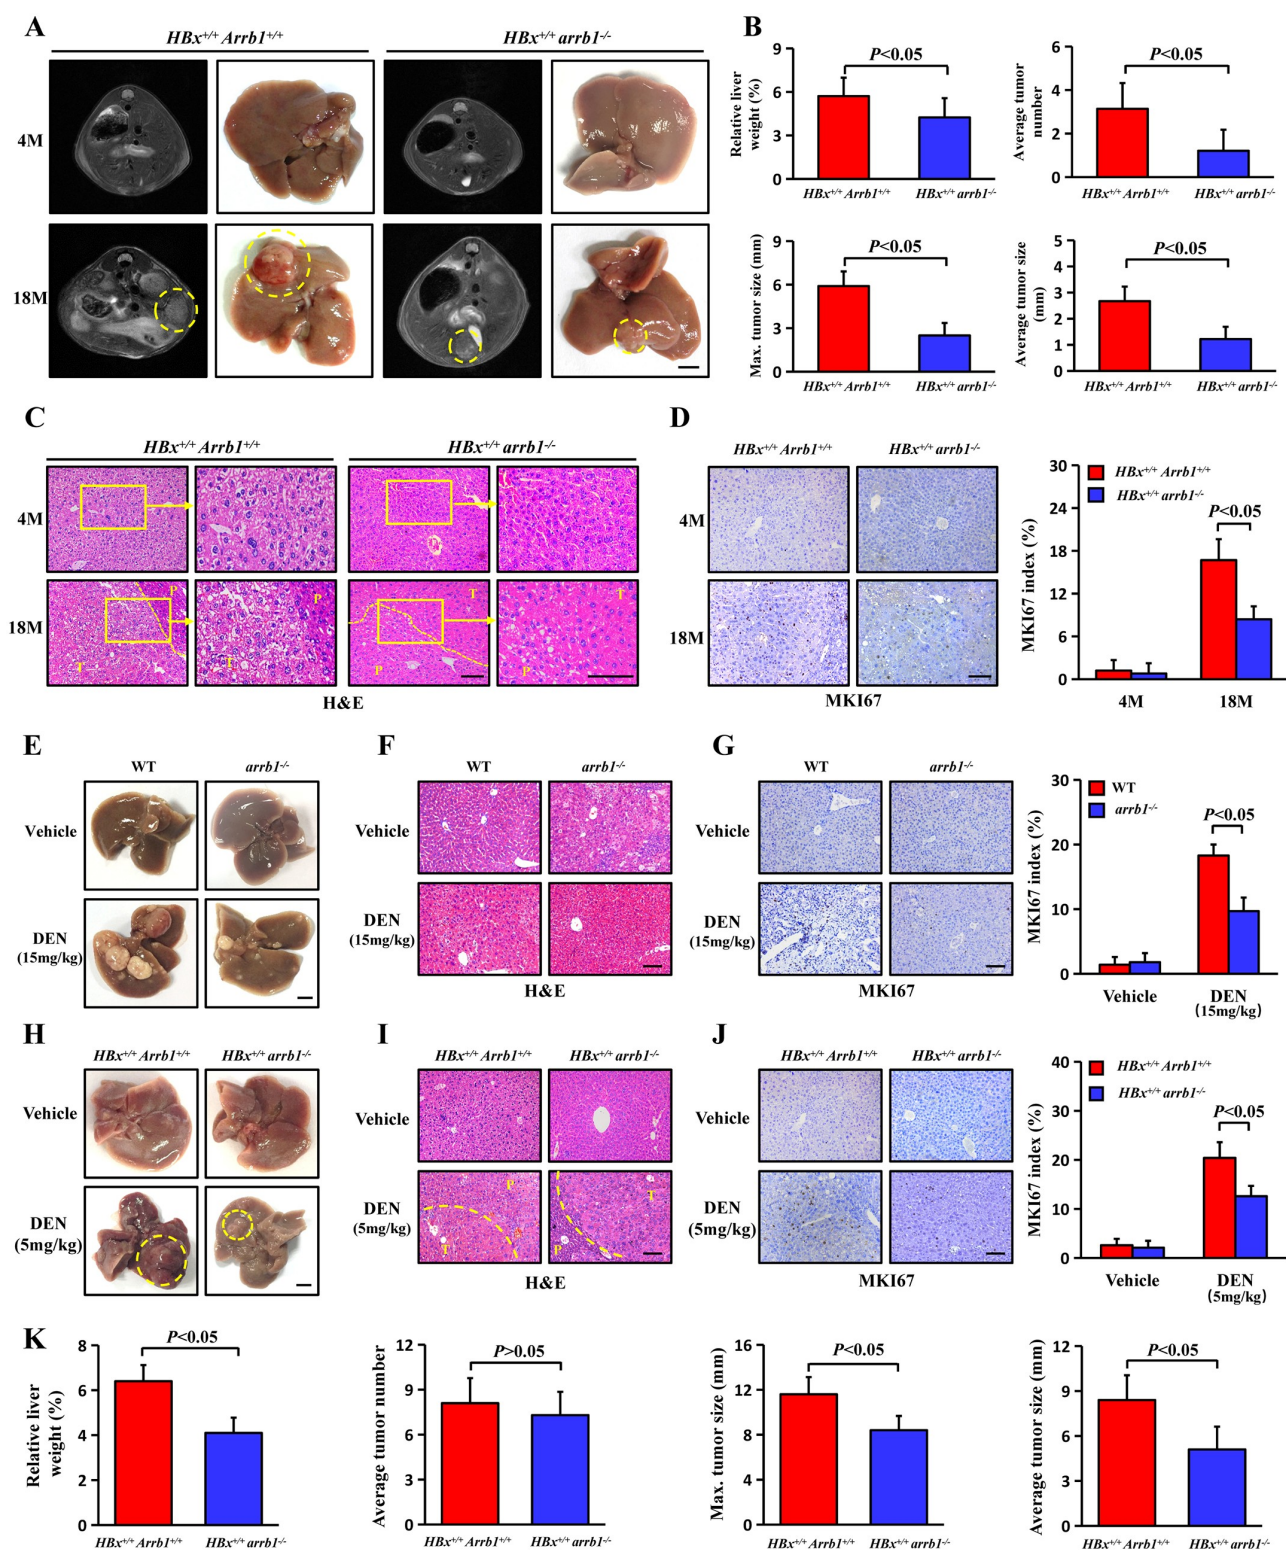 A
HBx+/+ Arrb1+/+
HBx+/+ arrb1-/-
4M
18M
B
Relative liver
weight (%)
9
6
3
0
P<0.05
HBx+/+ Arrb1+/+
HBx+/+ arrb1-/-
Average tumor
number
6
4
2
0
P<0.05
HBx+/+ Arrb1+/+
HBx+/+ arrb1-/-
Max. tumor size (mm)
9
6
3
0
P<0.05
HBx+/+ Arrb1+/+
HBx+/+ arrb1-/-
Average tumor size
(mm)
5
4
3
2
1
0
P<0.05
HBx+/+ Arrb1+/+
HBx+/+ arrb1-/-
C
HBx+/+ Arrb1+/+
HBx+/+ arrb1-/-
4M
18M
P
T
P
T
T
P
T
P
H&E
D
HBx+/+ Arrb1+/+
HBx+/+ arrb1-/-
4M
18M
MKI67
MKI67 index (%)
30
24
18
12
6
0
HBx+/+ Arrb1+/+
HBx+/+ arrb1-/-
P<0.05
4M
18M
E
WT
arrb1-/-
Vehicle
DEN
(15mg/kg)
F
WT
arrb1-/-
Vehicle
DEN
(15mg/kg)
H&E
G
WT
arrb1-/-
Vehicle
DEN
(15mg/kg)
MKI67
MKI67 index (%)
30
20
10
0
WT
arrb1-/-
P<0.05
Vehicle
DEN
(15mg/kg)
H
HBx+/+ Arrb1+/+
HBx+/+ arrb1-/-
Vehicle
DEN
(5mg/kg)
I
HBx+/+ Arrb1+/+
HBx+/+ arrb1-/-
Vehicle
DEN
(5mg/kg)
P
T
T
P
H&E
J
HBx+/+ Arrb1+/+
HBx+/+ arrb1-/-
Vehicle
DEN
(5mg/kg)
MKI67
MKI67 index (%)
40
30
20
10
0
HBx+/+ Arrb1+/+
HBx+/+ arrb1-/-
P<0.05
Vehicle
DEN
(5mg/kg)
K
Relative liver
weight (%)
8
6
4
2
0
P<0.05
HBx+/+ Arrb1+/+
HBx+/+ arrb1-/-
Average tumor number
12
9
6
3
0
P>0.05
HBx+/+ Arrb1+/+
HBx+/+ arrb1-/-
Max. tumor size (mm)
16
12
8
4
0
P<0.05
HBx+/+ Arrb1+/+
HBx+/+ arrb1-/-
Average tumor size (mm)
12
9
6
3
0
P<0.05
HBx+/+ Arrb1+/+
HBx+/+ arrb1-/-